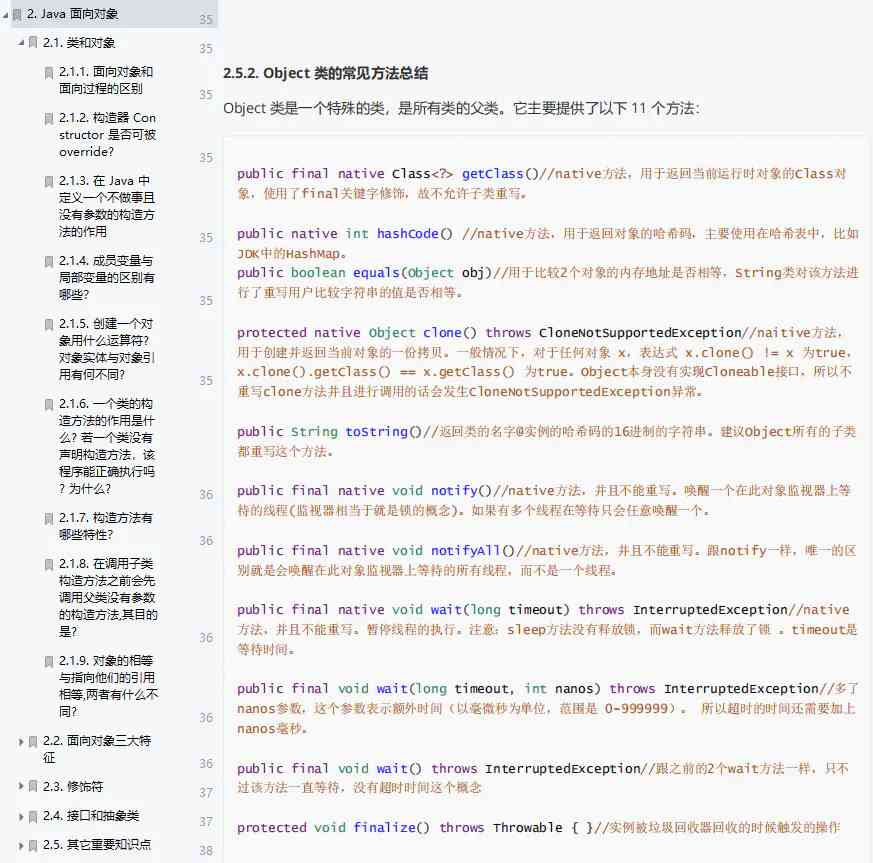 2. Java 面向对象
35
2.1. 类和对象
35
2.1.1. 面向对象和
面向过程的区别
35
2.1.2. 构造器 Con
structor 是否可被
override?
35
2.1.3. 在 Java 中
定义一个不做事且
没有参数的构造方
法的作用
35
2.1.4. 成员变量与
局部变量的区别有
哪些?
35
2.1.5. 创建一个对
象用什么运算符?
对象实体与对象引
用有何不同?
35
2.1.6. 一个类的构
造方法的作用是什
么? 若一个类没有
声明构造方法，该
程序能正确执行吗
? 为什么?
36
2.1.7. 构造方法有
哪些特性?
36
2.1.8. 在调用子类
构造方法之前会先
调用父类没有参数
的构造方法,其目的
是?
36
2.1.9. 对象的相等
与指向他们的引用
相等,两者有什么不
同?
36
2.2. 面向对象三大特
征
36
2.3. 修饰符
37
2.4. 接口和抽象类
37
2.5. 其它重要知识点
38
2.5.2. Object 类的常见方法总结
Object 类是一个特殊的类，是所有类的父类。它主要提供了以下 11 个方法：
public final native Class<?> getClass()//native方法，用于返回当前运行时对象的Class对
象，使用了final关键字修饰，故不允许子类重写。
public native int hashCode() //native方法，用于返回对象的哈希码，主要使用在哈希表中，比如
JDK中的HashMap。
public boolean equals(Object obj)//用于比较2个对象的内存地址是否相等，String类对该方法进
行了重写用户比较字符串的值是否相等。
protected native Object clone() throws CloneNotSupportedException//naitive方法，
用于创建并返回当前对象的一份拷贝。一般情况下，对于任何对象 x，表达式 x.clone() != x 为true，
x.clone().getClass() == x.getClass() 为true。Object本身没有实现Cloneable接口，所以不
重写clone方法并且进行调用的话会发生CloneNotSupportedException异常。
public String toString()//返回类的名字@实例的哈希码的16进制的字符串。建议Object所有的子类
都重写这个方法。
public final native void notify()//native方法，并且不能重写。唤醒一个在此对象监视器上等
待的线程(监视器相当于就是锁的概念)。如果有多个线程在等待只会任意唤醒一个。
public final native void notifyAll()//native方法，并且不能重写。跟notify一样，唯一的区
别就是会唤醒在此对象监视器上等待的所有线程，而不是一个线程。
public final native void wait(long timeout) throws InterruptedException//native
方法，并且不能重写。暂停线程的执行。注意：sleep方法没有释放锁，而wait方法释放了锁 。timeout是
等待时间。
public final void wait(long timeout, int nanos) throws InterruptedException//多了
nanos参数，这个参数表示额外时间（以毫微秒为单位，范围是 0-999999）。 所以超时的时间还需要加上
nanos毫秒。
public final void wait() throws InterruptedException//跟之前的2个wait方法一样，只不
过该方法一直等待，没有超时时间这个概念
protected void finalize() throws Throwable { }//实例被垃圾回收器回收的时候触发的操作